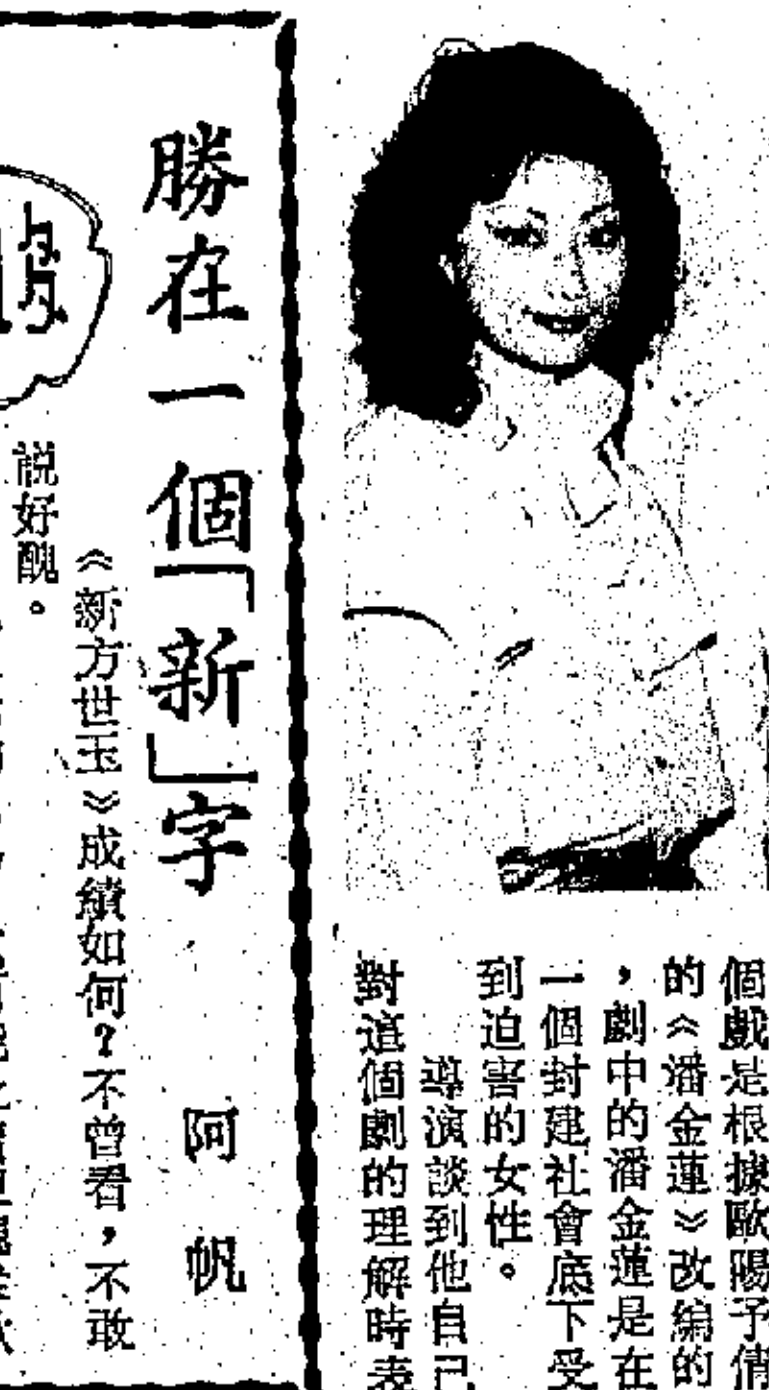 個戲是根據歐陽予倩
的《潘金蓮》改編的
，劇中的潘金蓮是在
一個封建社會底下受
到迫害的女性。
導演談到他自己
對這個劇的理解時表
勝在一個「新」字
阿帆
《新方世玉》成績如何？不曾看，不敢
說好醜。